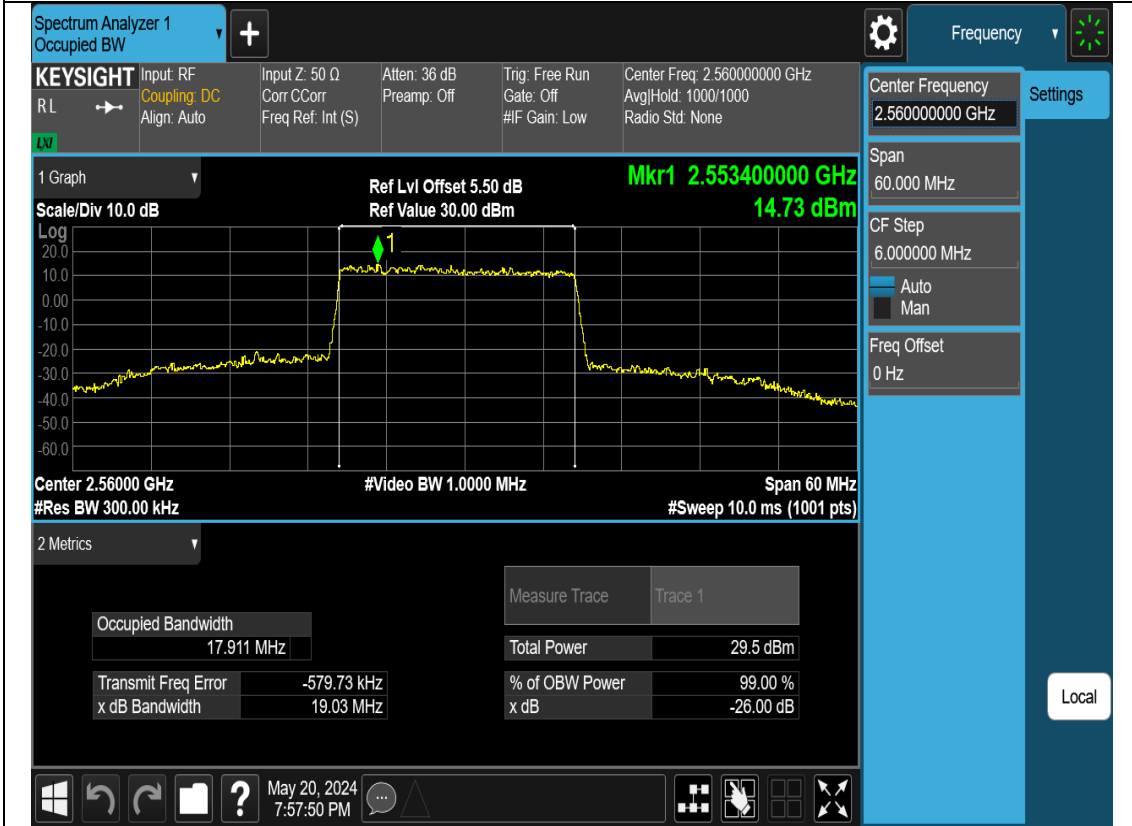 Spectrum Analyzer 1
Occupied BW
+
Frequency
KEYSIGHT
R L
LXI
Input: RF
Coupling: DC
Align: Auto
Input Z: 50 Ω
Corr CCorr
Freq Ref: Int (S)
Atten: 36 dB
Preamp: Off
Trig: Free Run
Gate: Off
#IF Gain: Low
Center Freq: 2.560000000 GHz
Avg|Hold: 1000/1000
Radio Std: None
Center Frequency
2.560000000 GHz
Settings
Span
60.000 MHz
CF Step
6.000000 MHz
Auto
Man
Freq Offset
0 Hz
Local
1 Graph
Scale/Div 10.0 dB
Ref Lvl Offset 5.50 dB
Ref Value 30.00 dBm
Mkr1 2.553400000 GHz
14.73 dBm
Log
1
20.0
10.0
0.00
-10.0
-20.0
-30.0
-40.0
-50.0
-60.0
Center 2.56000 GHz
#Video BW 1.0000 MHz
Span 60 MHz
#Res BW 300.00 kHz
#Sweep 10.0 ms (1001 pts)
2 Metrics
Measure Trace Trace 1
Occupied Bandwidth
17.911 MHz
Total Power 29.5 dBm
Transmit Freq Error -579.73 kHz
% of OBW Power 99.00 %
x dB Bandwidth 19.03 MHz
x dB -26.00 dB
?
May 20, 2024
7:57:50 PM